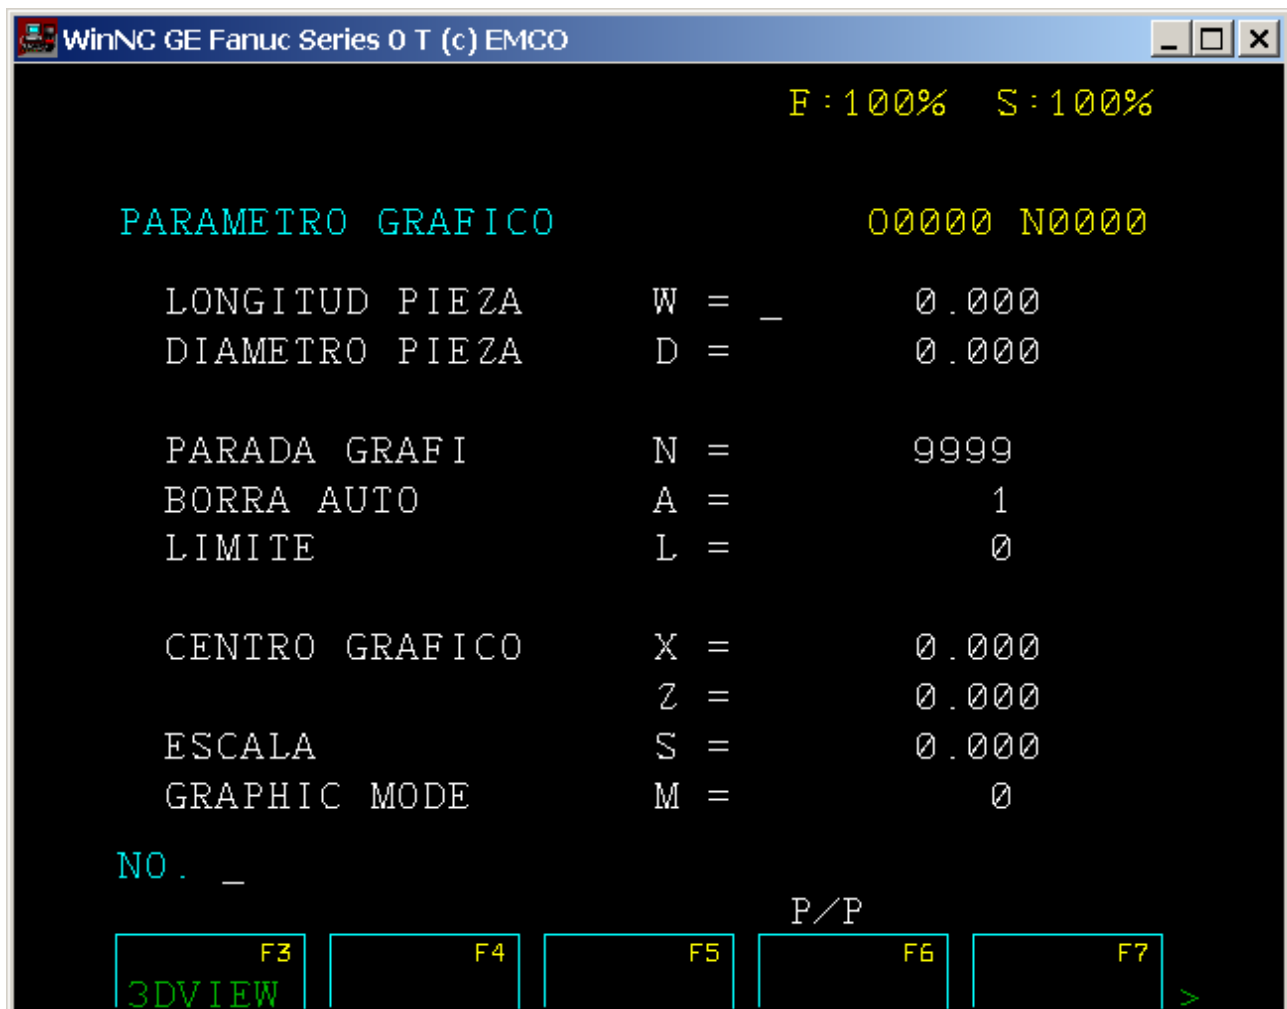 WinNC GE Fanuc Series 0 T (c) EMCO
F:100% S:100%
PARAMETRO GRAFICO O0000 N0000
LONGITUD PIEZA W = _ 0.000
DIAMETRO PIEZA D = 0.000
PARADA GRAFI N = 9999
BORRA AUTO A = 1
LIMITE L = 0
CENTRO GRAFICO X = 0.000
Z = 0.000
ESCALA S = 0.000
GRAPHIC MODE M = 0
NO. _
P/P
F3 F4 F5 F6 F7
3DVIEW >